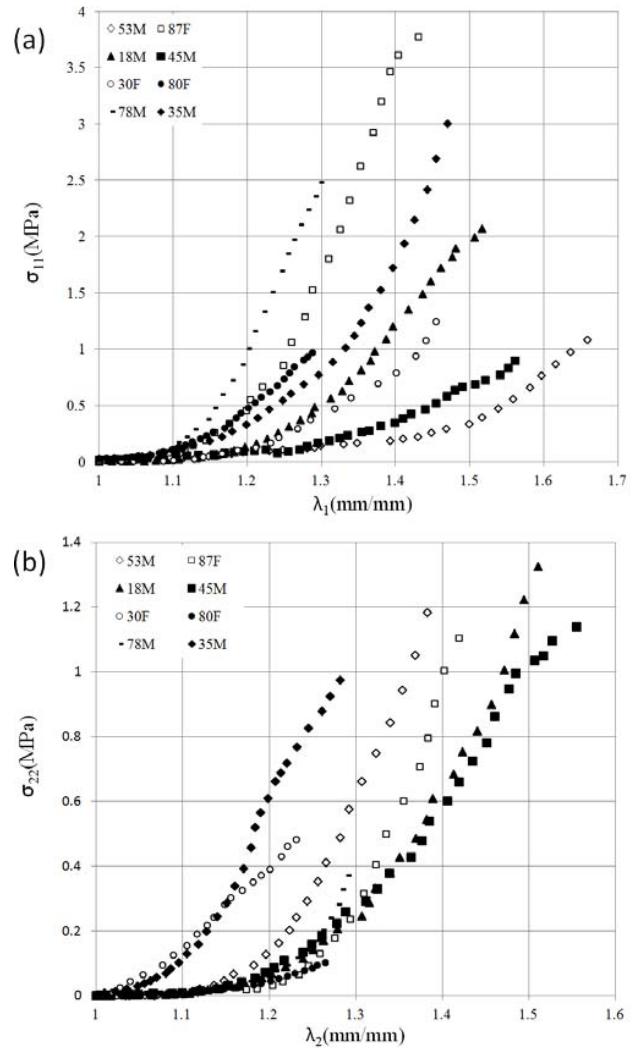 (a)
4
53M 87F
3.5
18M 45M
30F 80F
3
78M 35M
2.5
2
σ11(MPa)
1.5
1
0.5
0
1 1.1 1.2 1.3 1.4 1.5 1.6 1.7
λ1(mm/mm)
(b)
1.4
53M 87F
1.2
18M 45M
30F 80F
1
78M 35M
0.8
σ22(MPa)
0.6
0.4
0.2
0
1 1.1 1.2 1.3 1.4 1.5 1.6
λ2(mm/mm)